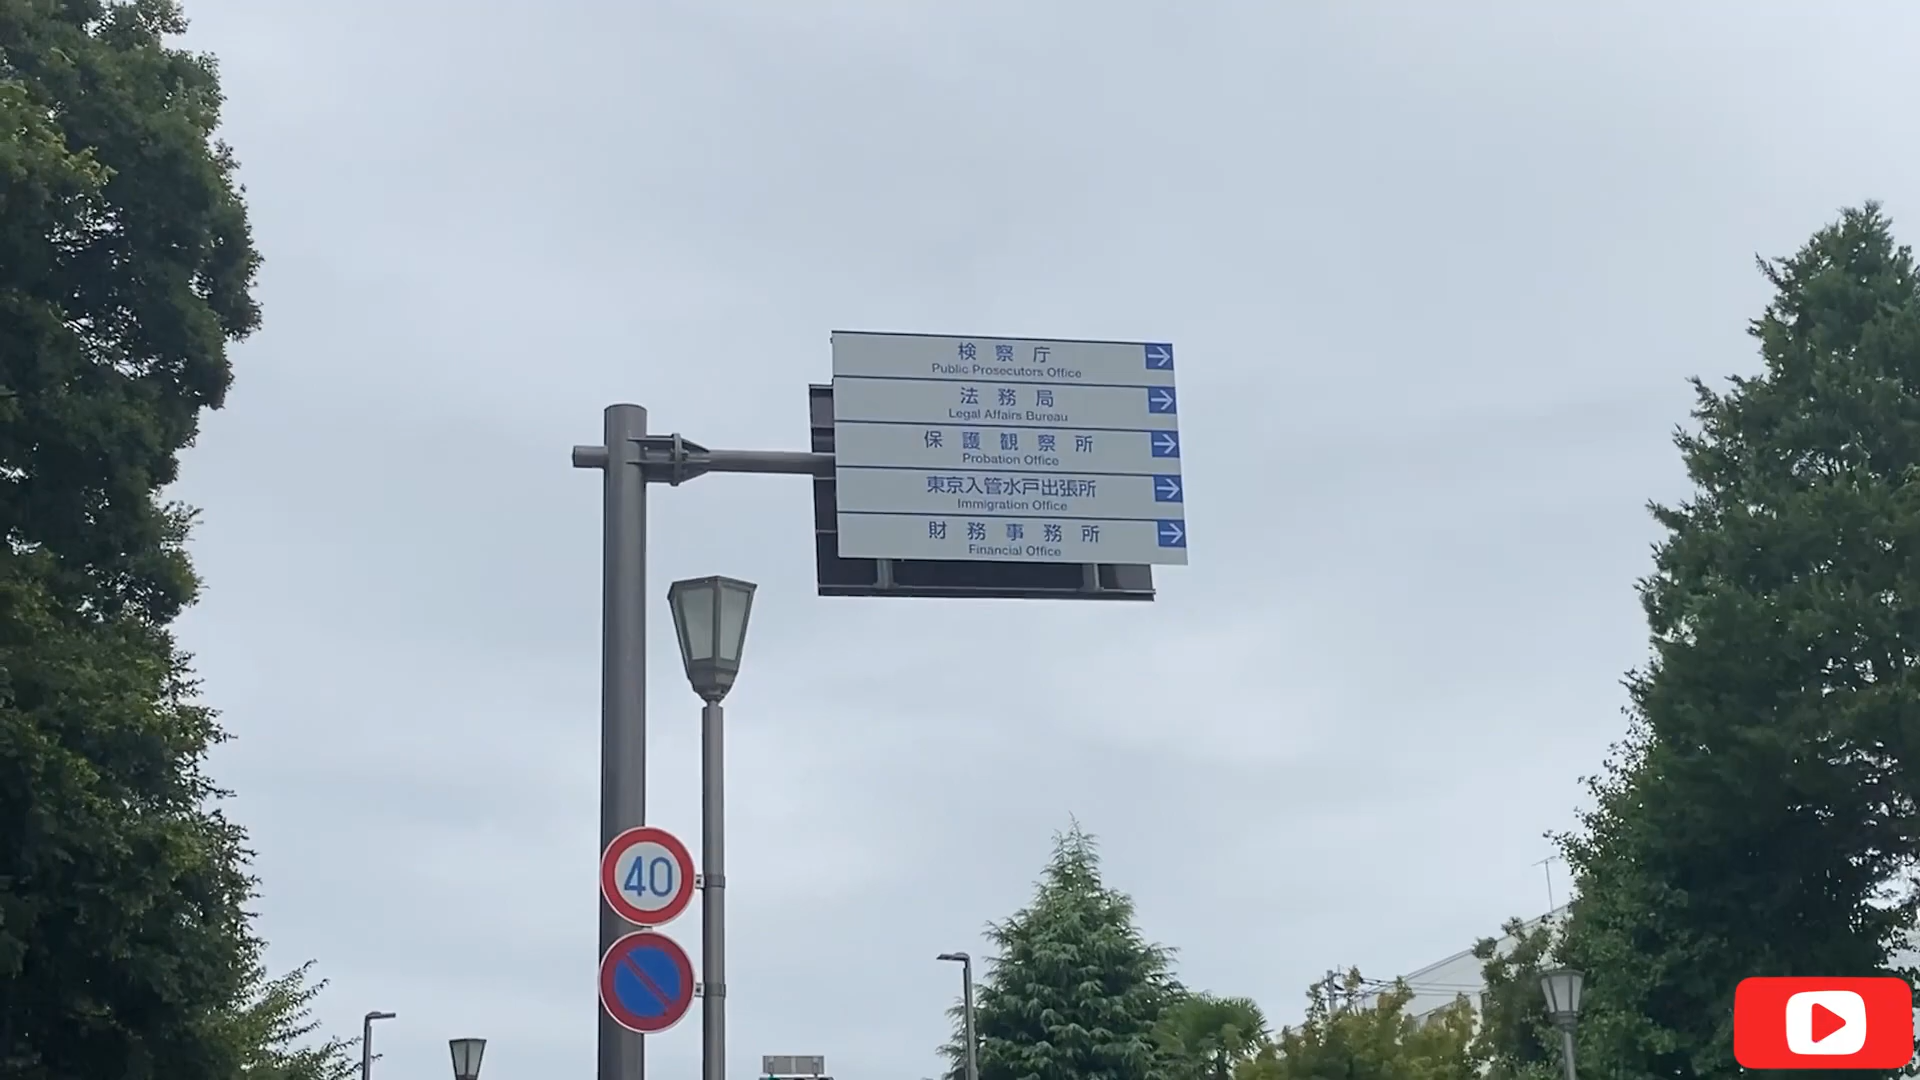 検察庁
Public Prosecutors Office
法務局
Legal Affairs Bureau
保護観察所
Probation Office
東京入管水戸出張所
Immigration Office
財務事務所
Financial Office
40